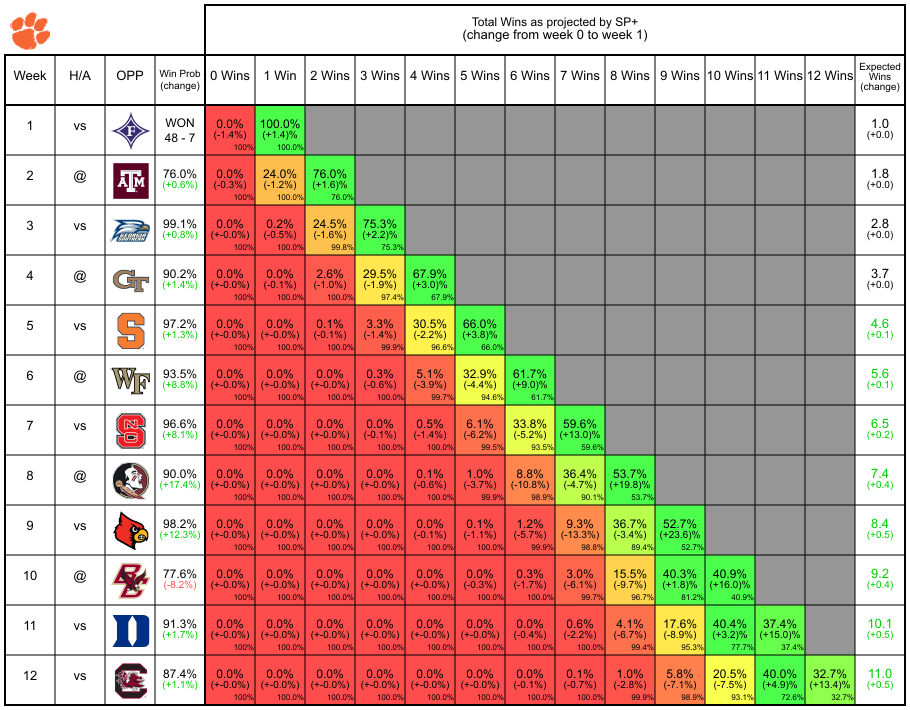 Total Wins as projected by SP+
(change from week 0 to week 1)
Week H/A OPP Win Prob (change) 0 Wins 1 Win 2 Wins 3 Wins 4 Wins 5 Wins 6 Wins 7 Wins 8 Wins 9 Wins 10 Wins 11 Wins 12 Wins Expected Wins (change)
1 vs F WON 0.0% 100.0% 1.0
48 - 7 (-1.4%) (+1.4)% (+0.0)
100% 100.0%
2 @ ATM 76.0% 0.0% 24.0% 76.0% 1.8
(+0.6%) (-0.3%) (-1.2%) (+1.6)% (+0.0)
100% 100.0% 76.0%
3 vs 99.1% 0.0% 0.2% 24.5% 75.3% 2.8
(+0.8%) (+-0.0%) (-0.5%) (-1.6%) (+2.2)% (+0.0)
100% 100.0% 99.8% 75.3%
4 @ GT 90.2% 0.0% 0.0% 2.6% 29.5% 67.9% 3.7
(+1.4%) (+-0.0%) (-0.1%) (-1.0%) (-1.9%) (+3.0)% (+0.0)
100% 100.0% 100.0% 97.4% 67.9%
5 vs S 97.2% 0.0% 0.0% 0.1% 3.3% 30.5% 66.0% 4.6
(+1.3%) (+-0.0%) (+-0.0%) (-0.1%) (-1.4%) (-2.2%) (+3.8)% (+0.1)
100% 100.0% 100.0% 99.9% 96.6% 66.0%
6 @ WF 93.5% 0.0% 0.0% 0.0% 0.3% 5.1% 32.9% 61.7% 5.6
(+8.8%) (+-0.0%) (+-0.0%) (+-0.0%) (-0.6%) (-3.9%) (-4.4%) (+9.0)% (+0.1)
100% 100.0% 100.0% 100.0% 99.7% 94.6% 61.7%
7 vs NCS 96.6% 0.0% 0.0% 0.0% 0.0% 0.5% 6.1% 33.8% 59.6% 6.5
(+8.1%) (+-0.0%) (+-0.0%) (+-0.0%) (-0.1%) (-1.4%) (-6.2%) (-5.2%) (+13.0)% (+0.2)
100% 100.0% 100.0% 100.0% 100.0% 99.5% 93.5% 59.6%
8 @ 90.0% 0.0% 0.0% 0.0% 0.0% 0.1% 1.0% 8.8% 36.4% 53.7% 7.4
(+17.4%) (+-0.0%) (+-0.0%) (+-0.0%) (+-0.0%) (-0.6%) (-3.7%) (-10.8%) (-4.7%) (+19.8)% (+0.4)
100% 100.0% 100.0% 100.0% 100.0% 99.9% 98.9% 90.1% 53.7%
9 vs 98.2% 0.0% 0.0% 0.0% 0.0% 0.0% 0.1% 1.2% 9.3% 36.7% 52.7% 8.4
(+12.3%) (+-0.0%) (+-0.0%) (+-0.0%) (+-0.0%) (-0.1%) (-1.1%) (-5.7%) (-13.3%) (-3.4%) (+23.6)% (+0.5)
100% 100.0% 100.0% 100.0% 100.0% 100.0% 99.9% 98.8% 89.4% 52.7%
10 @ BC 77.6% 0.0% 0.0% 0.0% 0.0% 0.0% 0.0% 0.3% 3.0% 15.5% 40.3% 40.9% 9.2
(-8.2%) (+-0.0%) (+-0.0%) (+-0.0%) (+-0.0%) (+-0.0%) (-0.3%) (-1.7%) (-6.1%) (-9.7%) (+1.8)% (+16.0)% (+0.4)
100% 100.0% 100.0% 100.0% 100.0% 100.0% 100.0% 99.7% 96.7% 81.2% 40.9%
11 vs D 91.3% 0.0% 0.0% 0.0% 0.0% 0.0% 0.0% 0.0% 0.6% 4.1% 17.6% 40.4% 37.4% 10.1
(+1.7%) (+-0.0%) (+-0.0%) (+-0.0%) (+-0.0%) (+-0.0%) (+-0.0%) (-0.4%) (-2.2%) (-6.7%) (-8.9%) (+3.2)% (+15.0)% (+0.5)
100% 100.0% 100.0% 100.0% 100.0% 100.0% 100.0% 100.0% 99.4% 95.3% 77.7% 37.4%
12 vs C 87.4% 0.0% 0.0% 0.0% 0.0% 0.0% 0.0% 0.0% 0.1% 1.0% 5.8% 20.5% 40.0% 32.7% 11.0
(+1.1%) (+-0.0%) (+-0.0%) (+-0.0%) (+-0.0%) (+-0.0%) (+-0.0%) (-0.1%) (-0.7%) (-2.8%) (-7.1%) (-7.5%) (+4.9)% (+13.4)% (+0.5)
100% 100.0% 100.0% 100.0% 100.0% 100.0% 100.0% 100.0% 99.9% 98.9% 93.1% 72.6% 32.7%